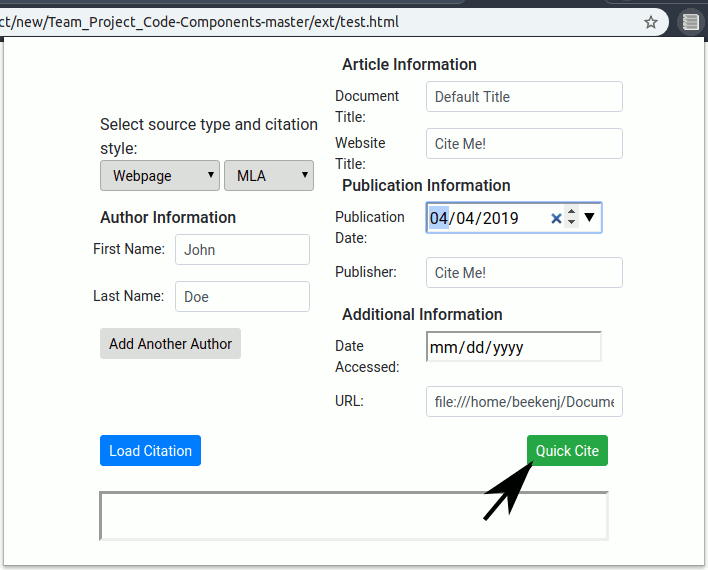 ct/new/Team_Project_Code-Components-master/ext/test.html
Select source type and citation
style:
Webpage MLA
Author Information
First Name: John
Last Name: Doe
Add Another Author
Article Information
Document
Title:
Default Title
Website
Title:
Cite Me!
Publication Information
Publication
Date:
04/04/2019
Publisher: Cite Me!
Additional Information
Date
Accessed:
mm/dd/yyyy
URL: file:///home/beekenj/Docume
Load Citation
Quick Cite